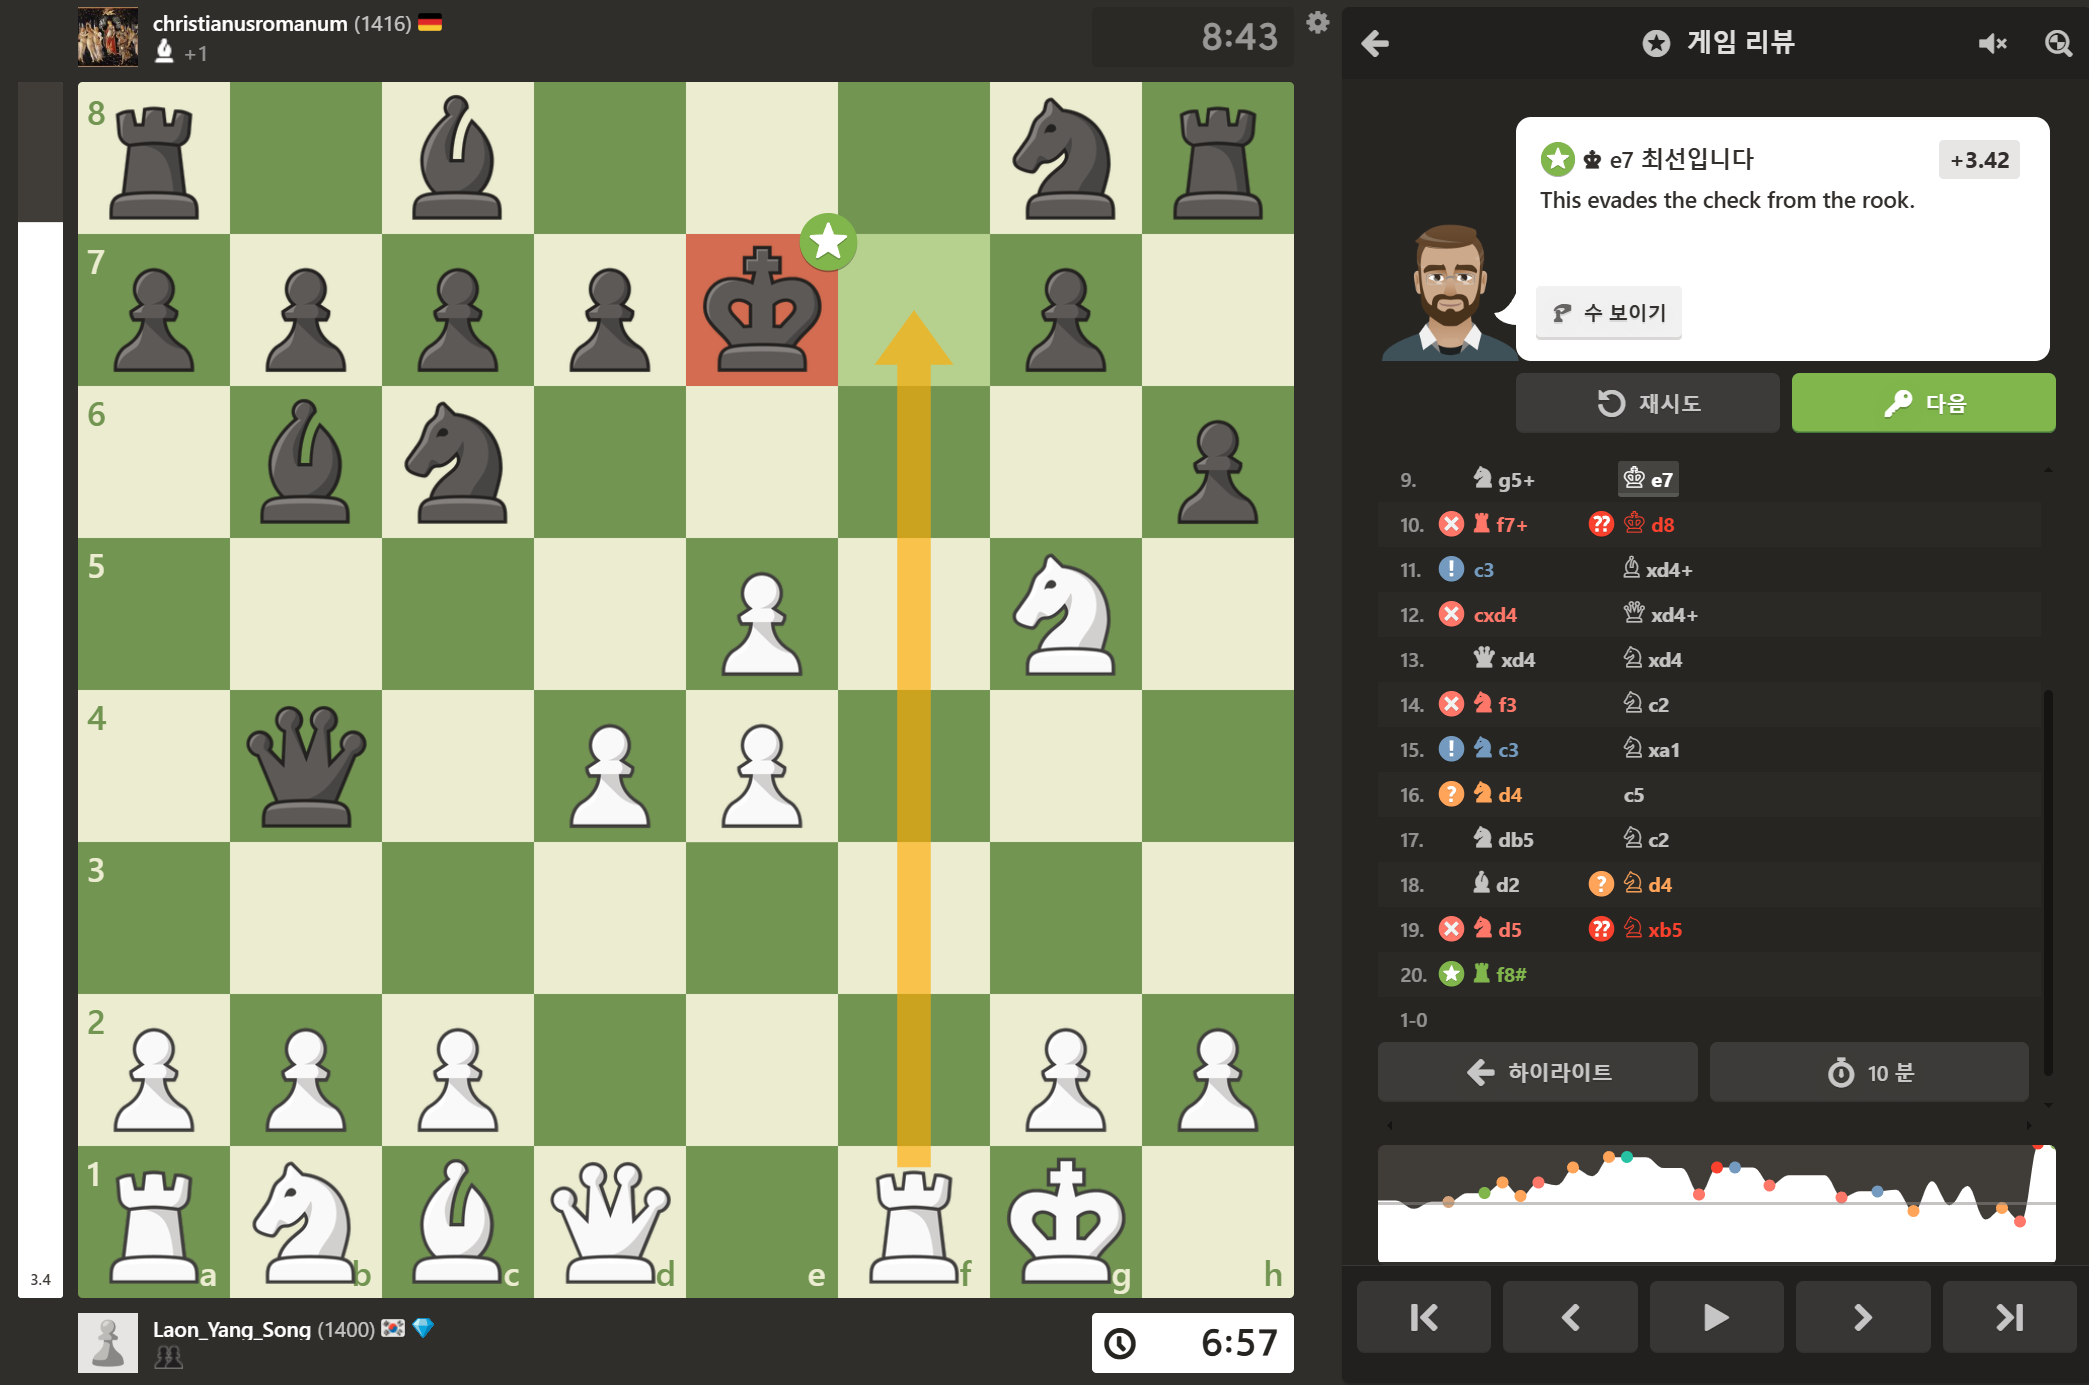 christianusromanum (1416)
+1
8:43
게임 리뷰
e7 최선입니다
+3.42
This evades the check from the rook.
수 보이기
재시도
다음
9. g5+ e7
10. f7+ ?? d8
11. ! c3 xd4+
12. cxd4 xd4+
13. xd4 xd4
14. f3 c2
15. ! c3 xa1
16. ? d4 c5
17. db5 c2
18. d2 ? d4
19. d5 ?? xb5
20. f8#
1-0
하이라이트
10 분
8
7
6
5
4
3
2
1
a b c d e f g h
3.4
Laon_Yang_Song (1400)
6:57